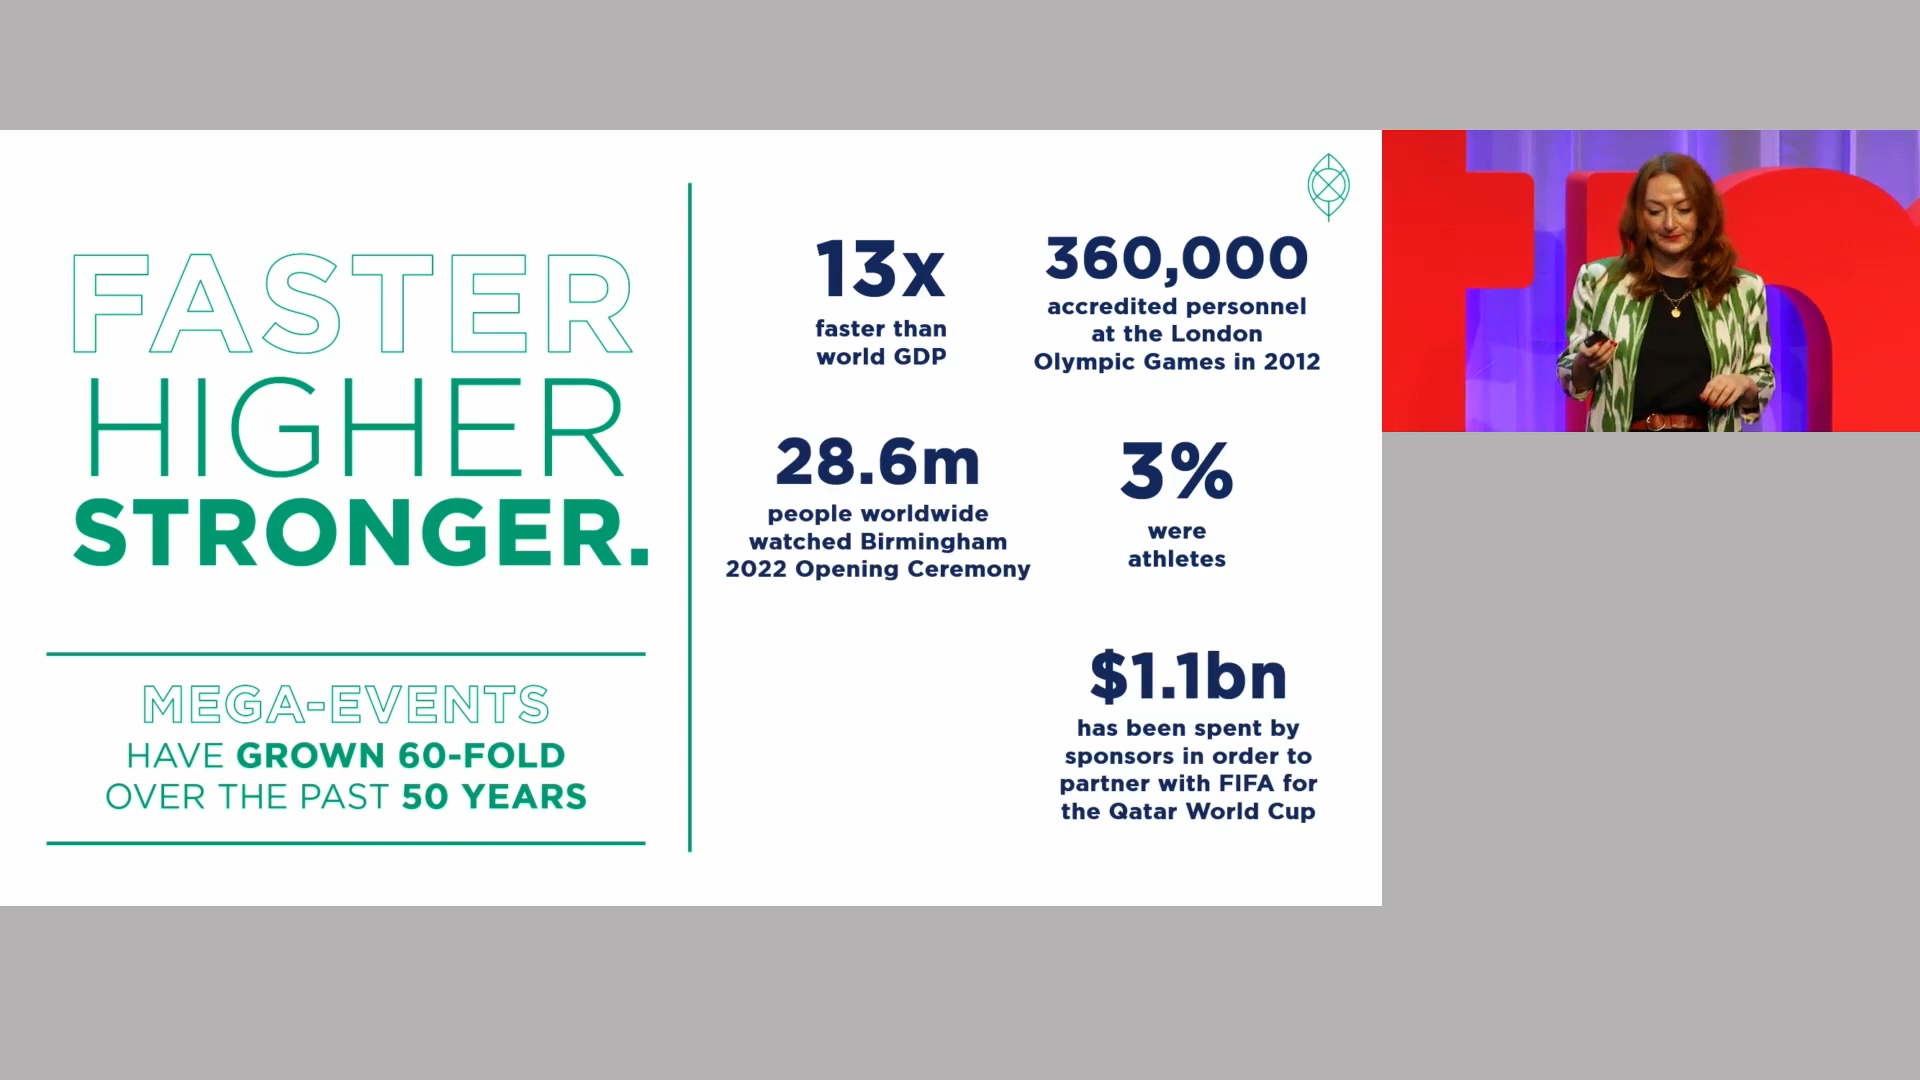 FASTER
HIGHER
STRONGER.
MEGA-EVENTS
HAVE GROWN 60-FOLD
OVER THE PAST 50 YEARS
13x
faster than
world GDP
360,000
accredited personnel
at the London
Olympic Games in 2012
28.6m
people worldwide
watched Birmingham
2022 Opening Ceremony
3%
were
athletes
$1.1bn
has been spent by
sponsors in order to
partner with FIFA for
the Qatar World Cup